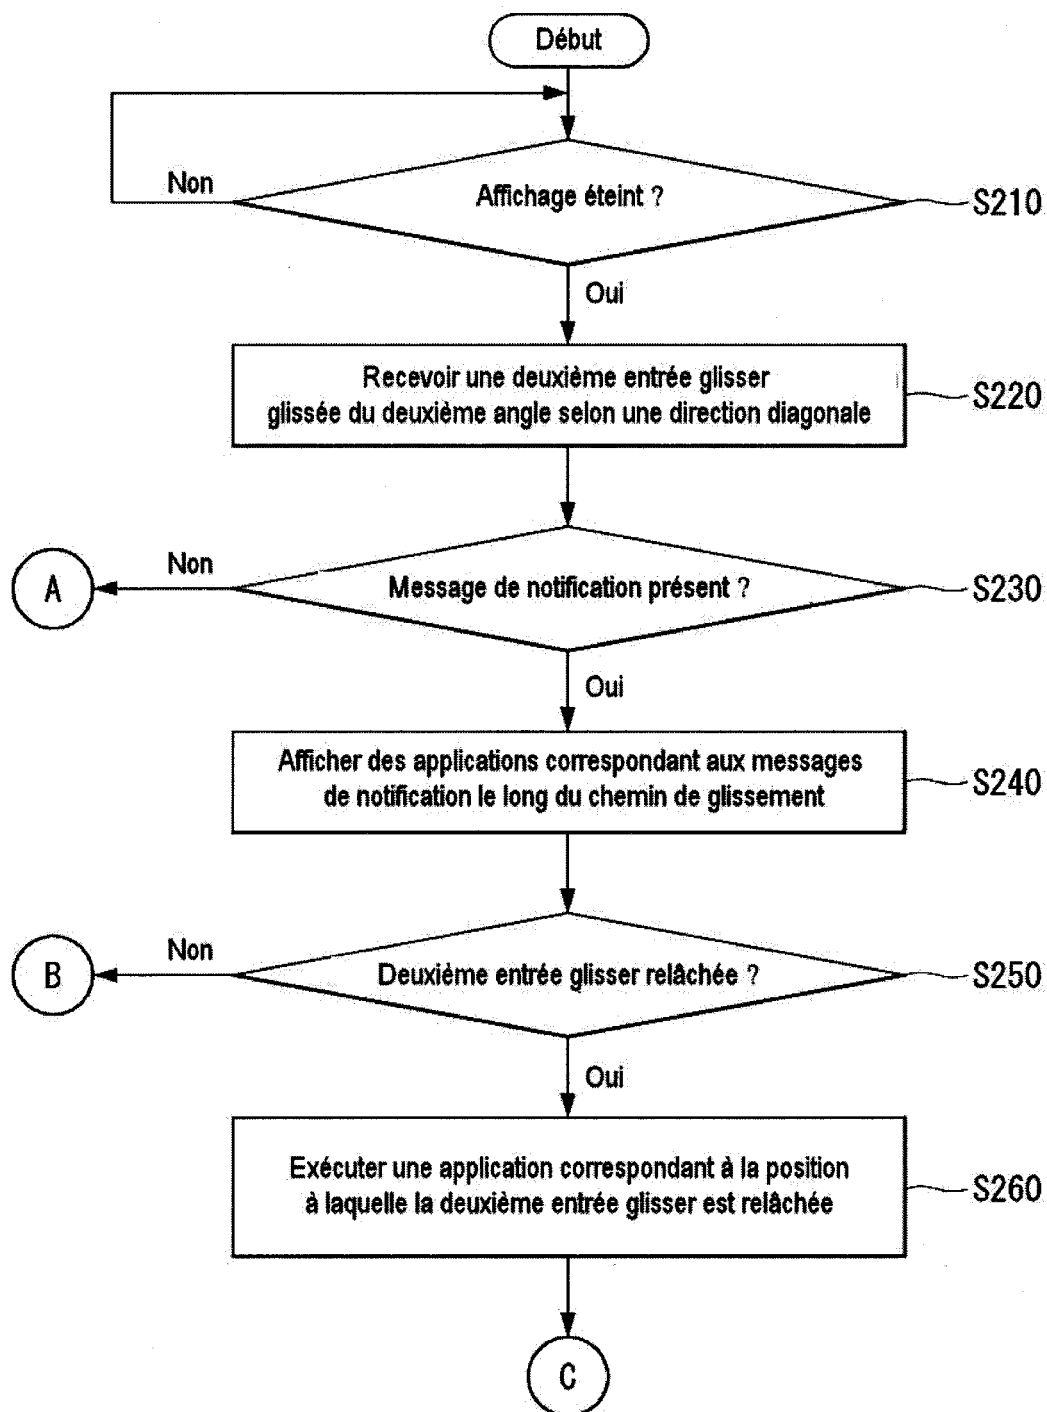 Début
Non
Affichage éteint ?
S210
Oui
Recevoir une deuxième entrée glisser
glissée du deuxième angle selon une direction diagonale
S220
A
Non
Message de notification présent ?
S230
Oui
Afficher des applications correspondant aux messages
de notification le long du chemin de glissement
S240
B
Non
Deuxième entrée glisser relâchée ?
S250
Oui
Exécuter une application correspondant à la position
à laquelle la deuxième entrée glisser est relâchée
S260
C